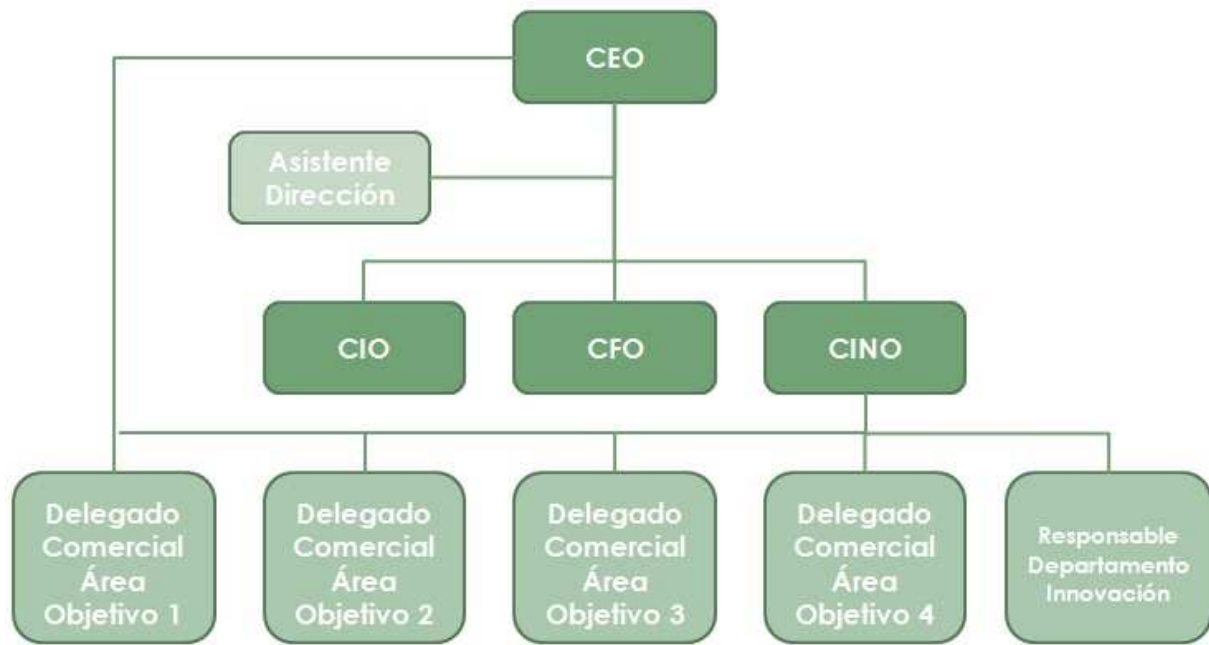 CEO
Asistente
Dirección
CIO
CFO
CINO
Delegado
Comercial
Área
Objetivo 1
Delegado
Comercial
Área
Objetivo 2
Delegado
Comercial
Área
Objetivo 3
Delegado
Comercial
Área
Objetivo 4
Responsable
Departamento
Innovación